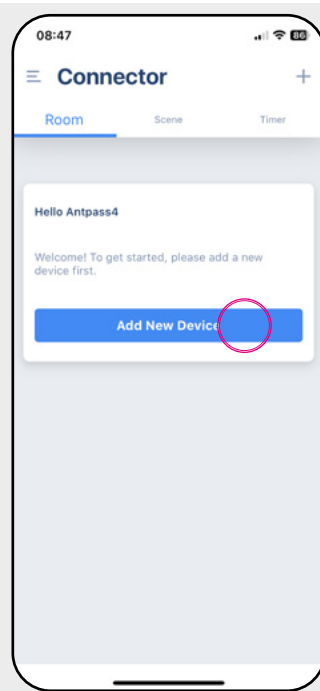 08:47
86
Connector
Room Scene Timer
Hello Antpass4
Welcome! To get started, please add a new
device first.
Add New Device